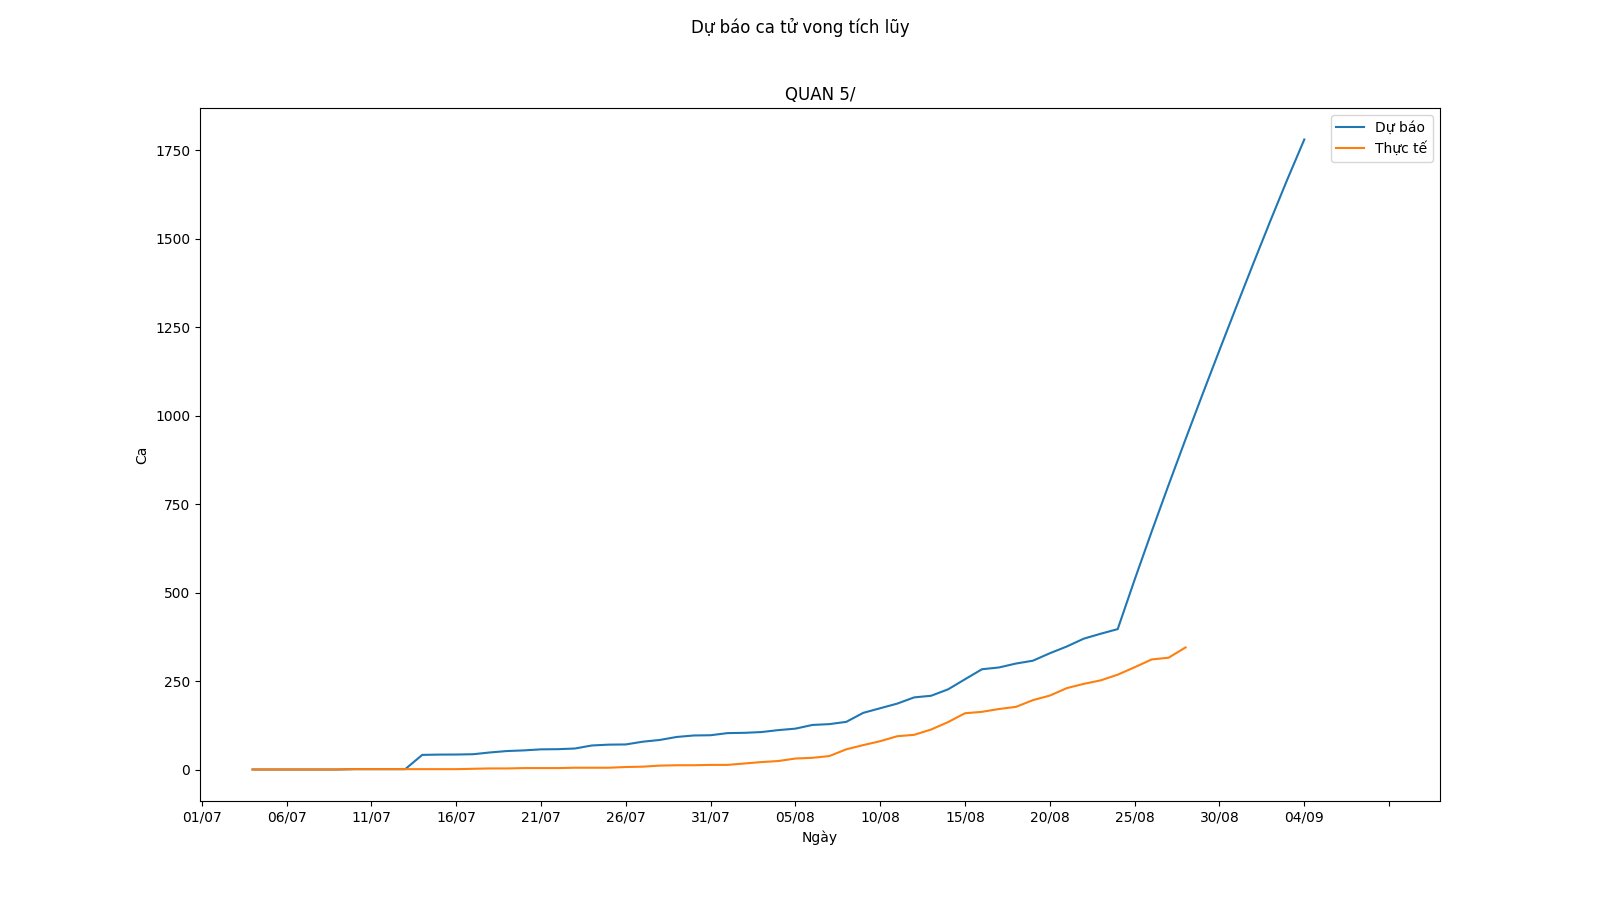 Dự báo ca tử vong tích lũy
QUAN 5/
Dự báo
Thực tế
1750
1500
1250
1000
750
500
250
0
Ca
01/07 06/07 11/07 16/07 21/07 26/07 31/07 05/08 10/08 15/08 20/08 25/08 30/08 04/09
Ngày